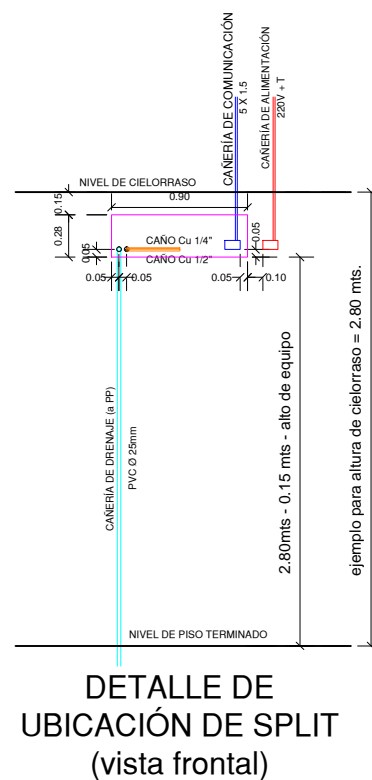 CAÑERÍA DE COMUNICACIÓN
5 X 1.5
CAÑERÍA DE ALIMENTACIÓN
220V + T
NIVEL DE CIELORRASO
0.15
0.90
0.28
CAÑO Cu 1/4"
0.05
0.05
CAÑO Cu 1/2"
0.05
0.05
0.05
0.10
CAÑERÍA DE DRENAJE (a PP)
PVC Ø 25mm
2.80mts - 0.15 mts - alto de equipo
ejemplo para altura de cielorraso = 2.80 mts.
NIVEL DE PISO TERMINADO
DETALLE DE
UBICACIÓN DE SPLIT
(vista frontal)